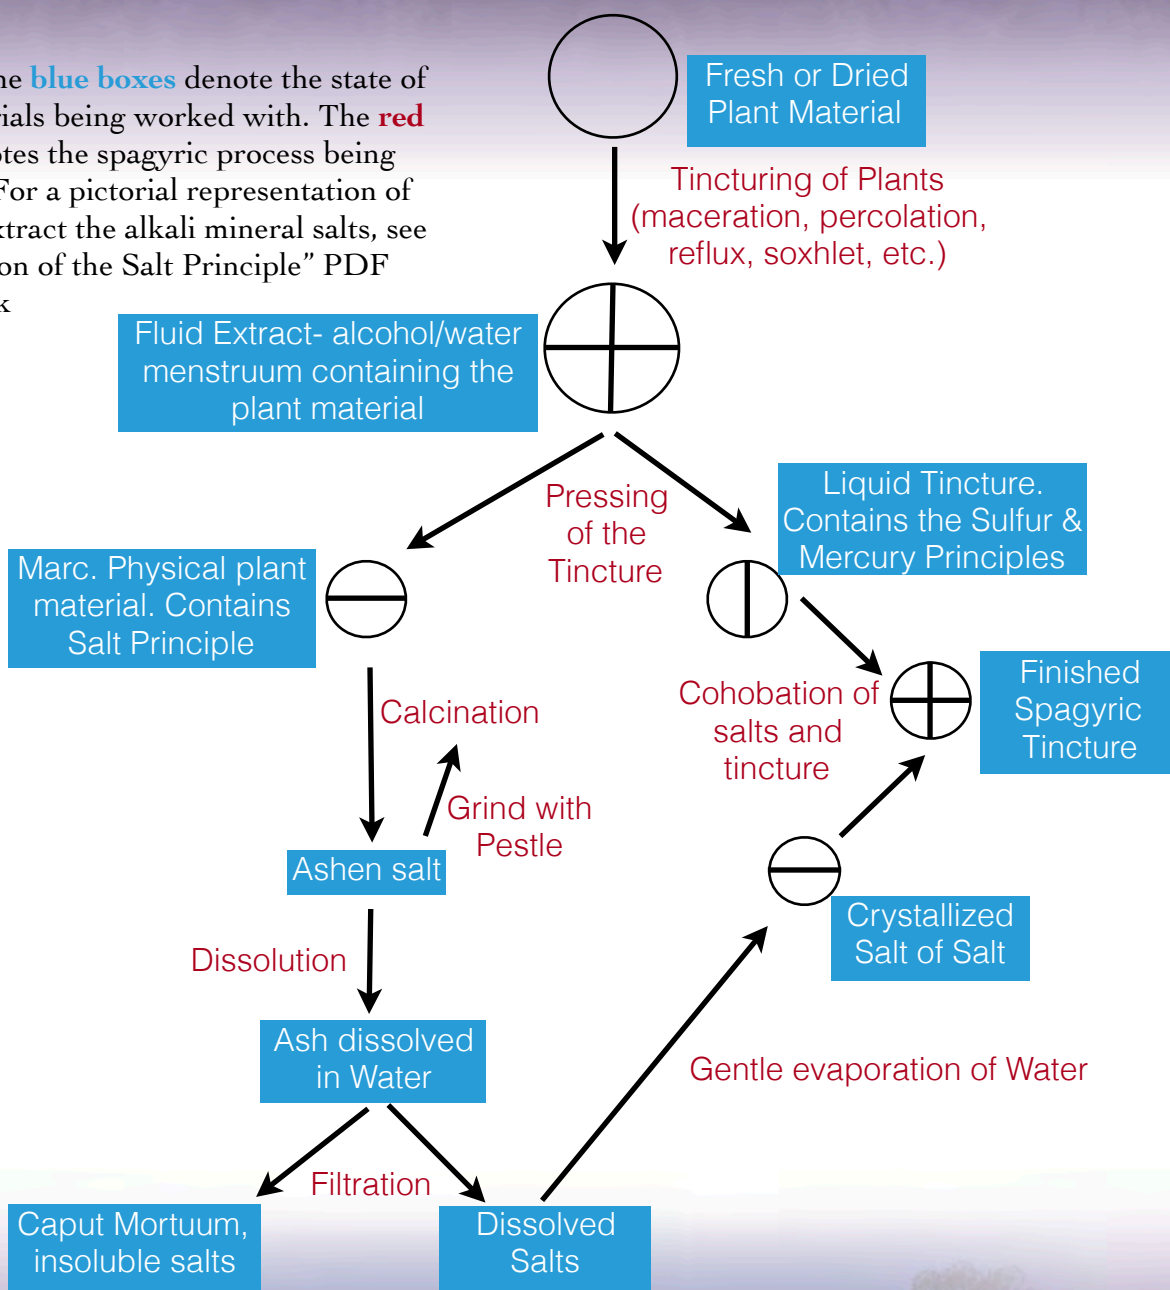 ne blue boxes denote the state of
rials being worked with. The red
otes the spagyric process being
For a pictorial representation of
xtract the alkali mineral salts, see
on of the Salt Principle” PDF
k
Fresh or Dried
Plant Material
Tincturing of Plants
(maceration, percolation,
reflux, soxhlet, etc.)
Fluid Extract- alcohol/water
menstruum containing the
plant material
Pressing
of the
Tincture
Liquid Tincture.
Contains the Sulfur &
Mercury Principles
Marc. Physical plant
material. Contains
Salt Principle
Calcination
Grind with
Pestle
Cohobation of
salts and
tincture
Finished
Spagyric
Tincture
Ashen salt
Crystallized
Salt of Salt
Dissolution
Ash dissolved
in Water
Gentle evaporation of Water
Filtration
Caput Mortuum,
insoluble salts
Dissolved
Salts